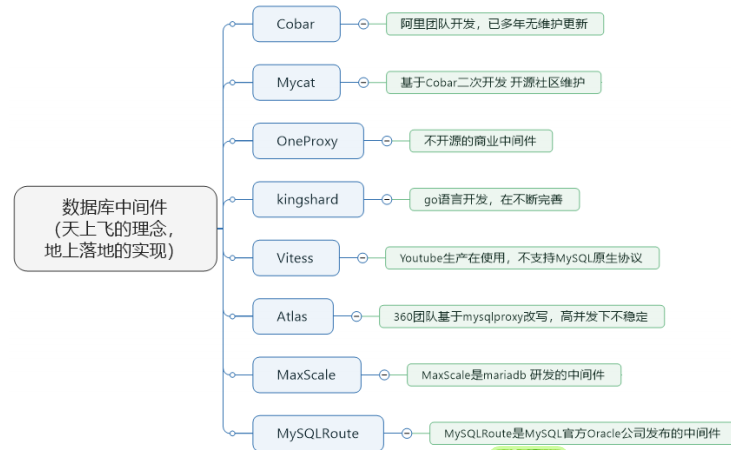 数据库中间件
（天上飞的理念，
地上落地的实现）
Cobar
阿里团队开发，已多年无维护更新
Mycat
基于Cobar二次开发 开源社区维护
OneProxy
不开源的商业中间件
kingshard
go语言开发，在不断完善
Vitess
Youtube生产在使用，不支持MySQL原生协议
Atlas
360团队基于mysqlproxy改写，高并发下不稳定
MaxScale
MaxScale是mariadb 研发的中间件
MySQLRoute
MySQLRoute是MySQL官方Oracle公司发布的中间件